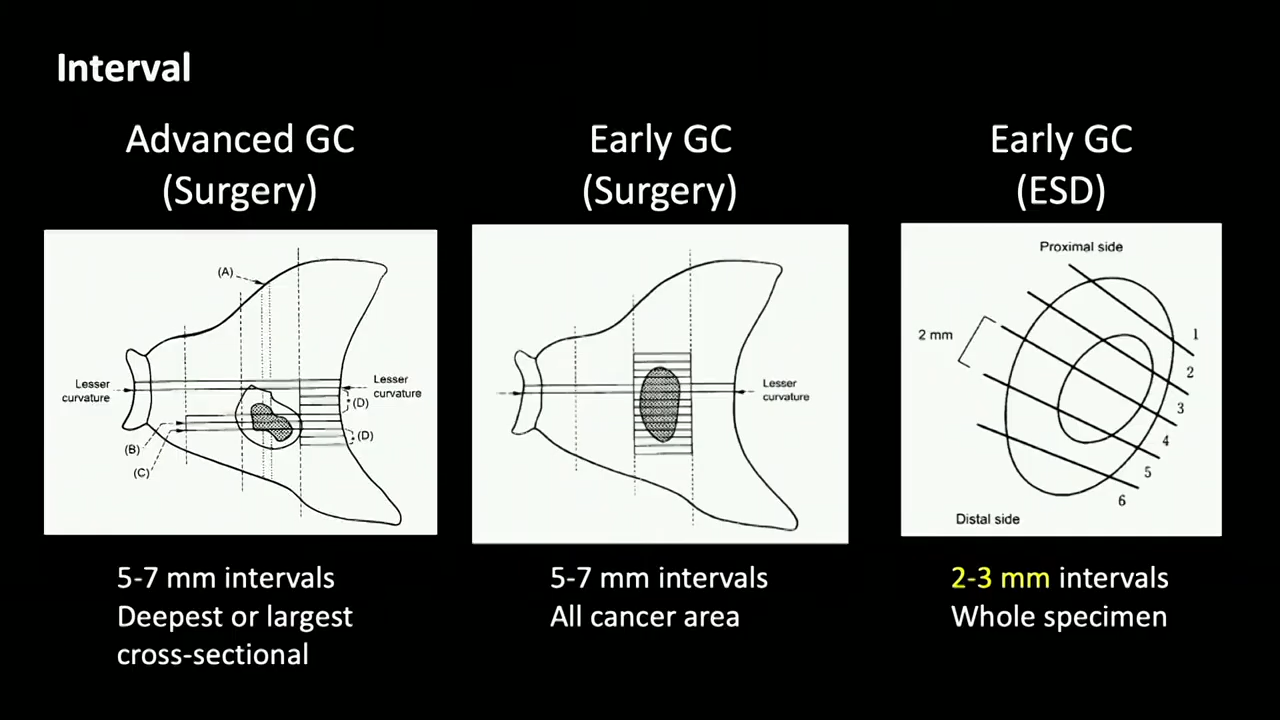 Interval
Advanced GC
(Surgery)
(A)
Lesser
curvature
Lesser
curvature
(D)
(D)
(B)
(C)
5-7 mm intervals
Deepest or largest
cross-sectional
Early GC
(Surgery)
Lesser
curvature
5-7 mm intervals
All cancer area
Early GC
(ESD)
Proximal side
2 mm
1
2
3
4
5
6
Distal side
2-3 mm intervals
Whole specimen